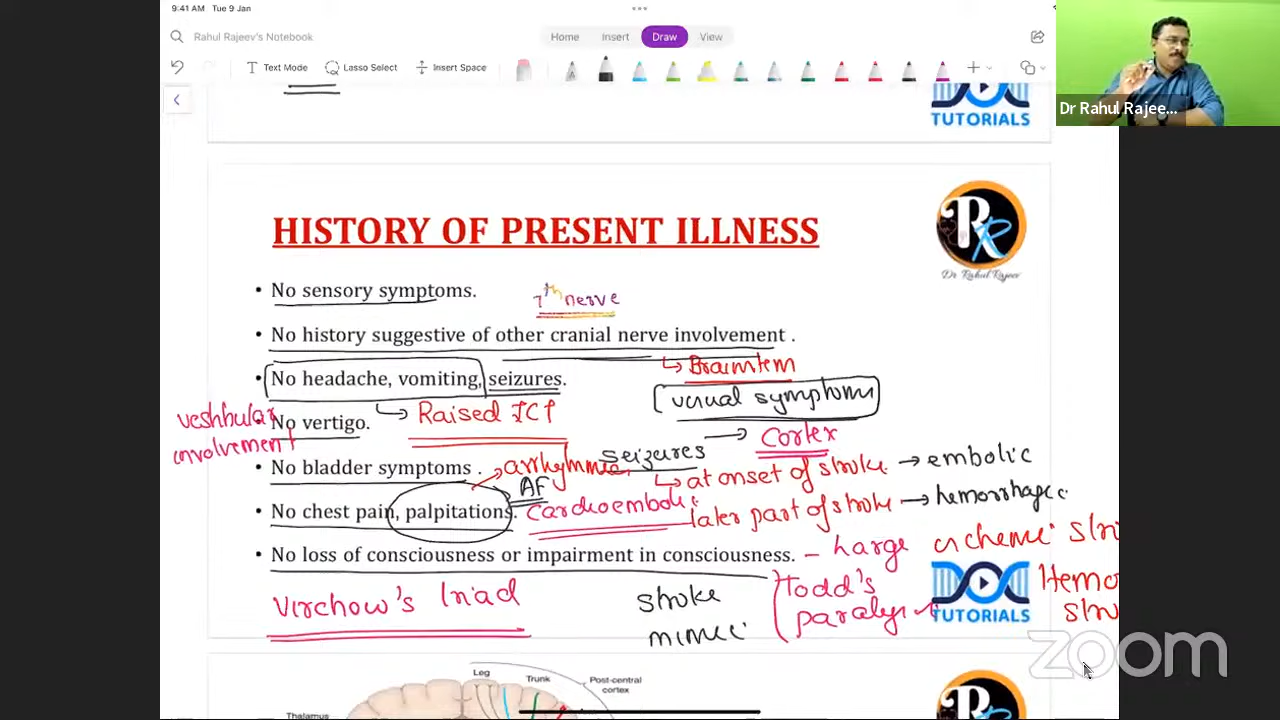 9:41 AM Tue 9 Jan
Rahul Rajeev's Notebook
Home Insert Draw View
Text Mode Lasso Select Insert Space
Dr Rahul Rajee...
TUTORIALS
HISTORY OF PRESENT ILLNESS
Dr Rahul Rajeev
• No sensory symptoms.
7th nerve
• No history suggestive of other cranial nerve involvement .
Brainstem
• No headache, vomiting, seizures.
visual symptoms
Raised ICP
• No vertigo.
vestibular
involvement
seizures → Cortex
• No bladder symptoms .
arrhythmia
at onset of stroke → embolic
AF
• No chest pain, palpitations.
Cardioembolic
later part of stroke → hemorrhagic
• No loss of consciousness or impairment in consciousness.
– large ischemic
Hemo
Virchow's Triad
stroke
mimic
Todd's
paralysis
TUTORIALS
zoom
Leg
Trunk
Post-central
cortex
Thalamus